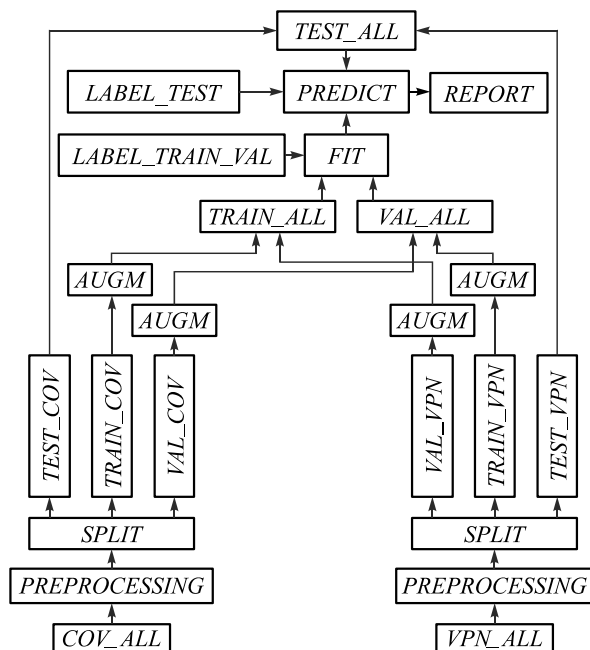 TEST_ALL
LABEL_TEST
PREDICT
REPORT
LABEL_TRAIN_VAL
FIT
TRAIN_ALL
VAL_ALL
AUGM
AUGM
AUGM
AUGM
TEST_COV
TRAIN_COV
VAL_COV
VAL_VPN
TRAIN_VPN
TEST_VPN
SPLIT
SPLIT
PREPROCESSING
PREPROCESSING
COV_ALL
VPN_ALL